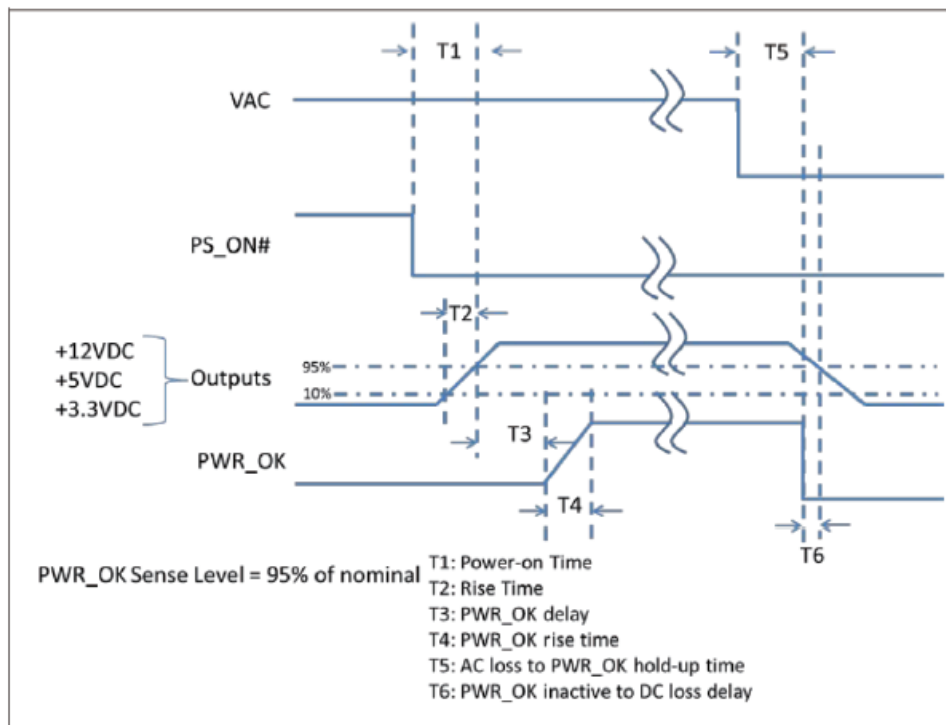 T1
T5
VAC
PS_ON#
T2
+12VDC
+5VDC
+3.3VDC
Outputs
95%
10%
T3
PWR_OK
T4
T6
PWR_OK Sense Level = 95% of nominal
T1: Power-on Time
T2: Rise Time
T3: PWR_OK delay
T4: PWR_OK rise time
T5: AC loss to PWR_OK hold-up time
T6: PWR_OK inactive to DC loss delay